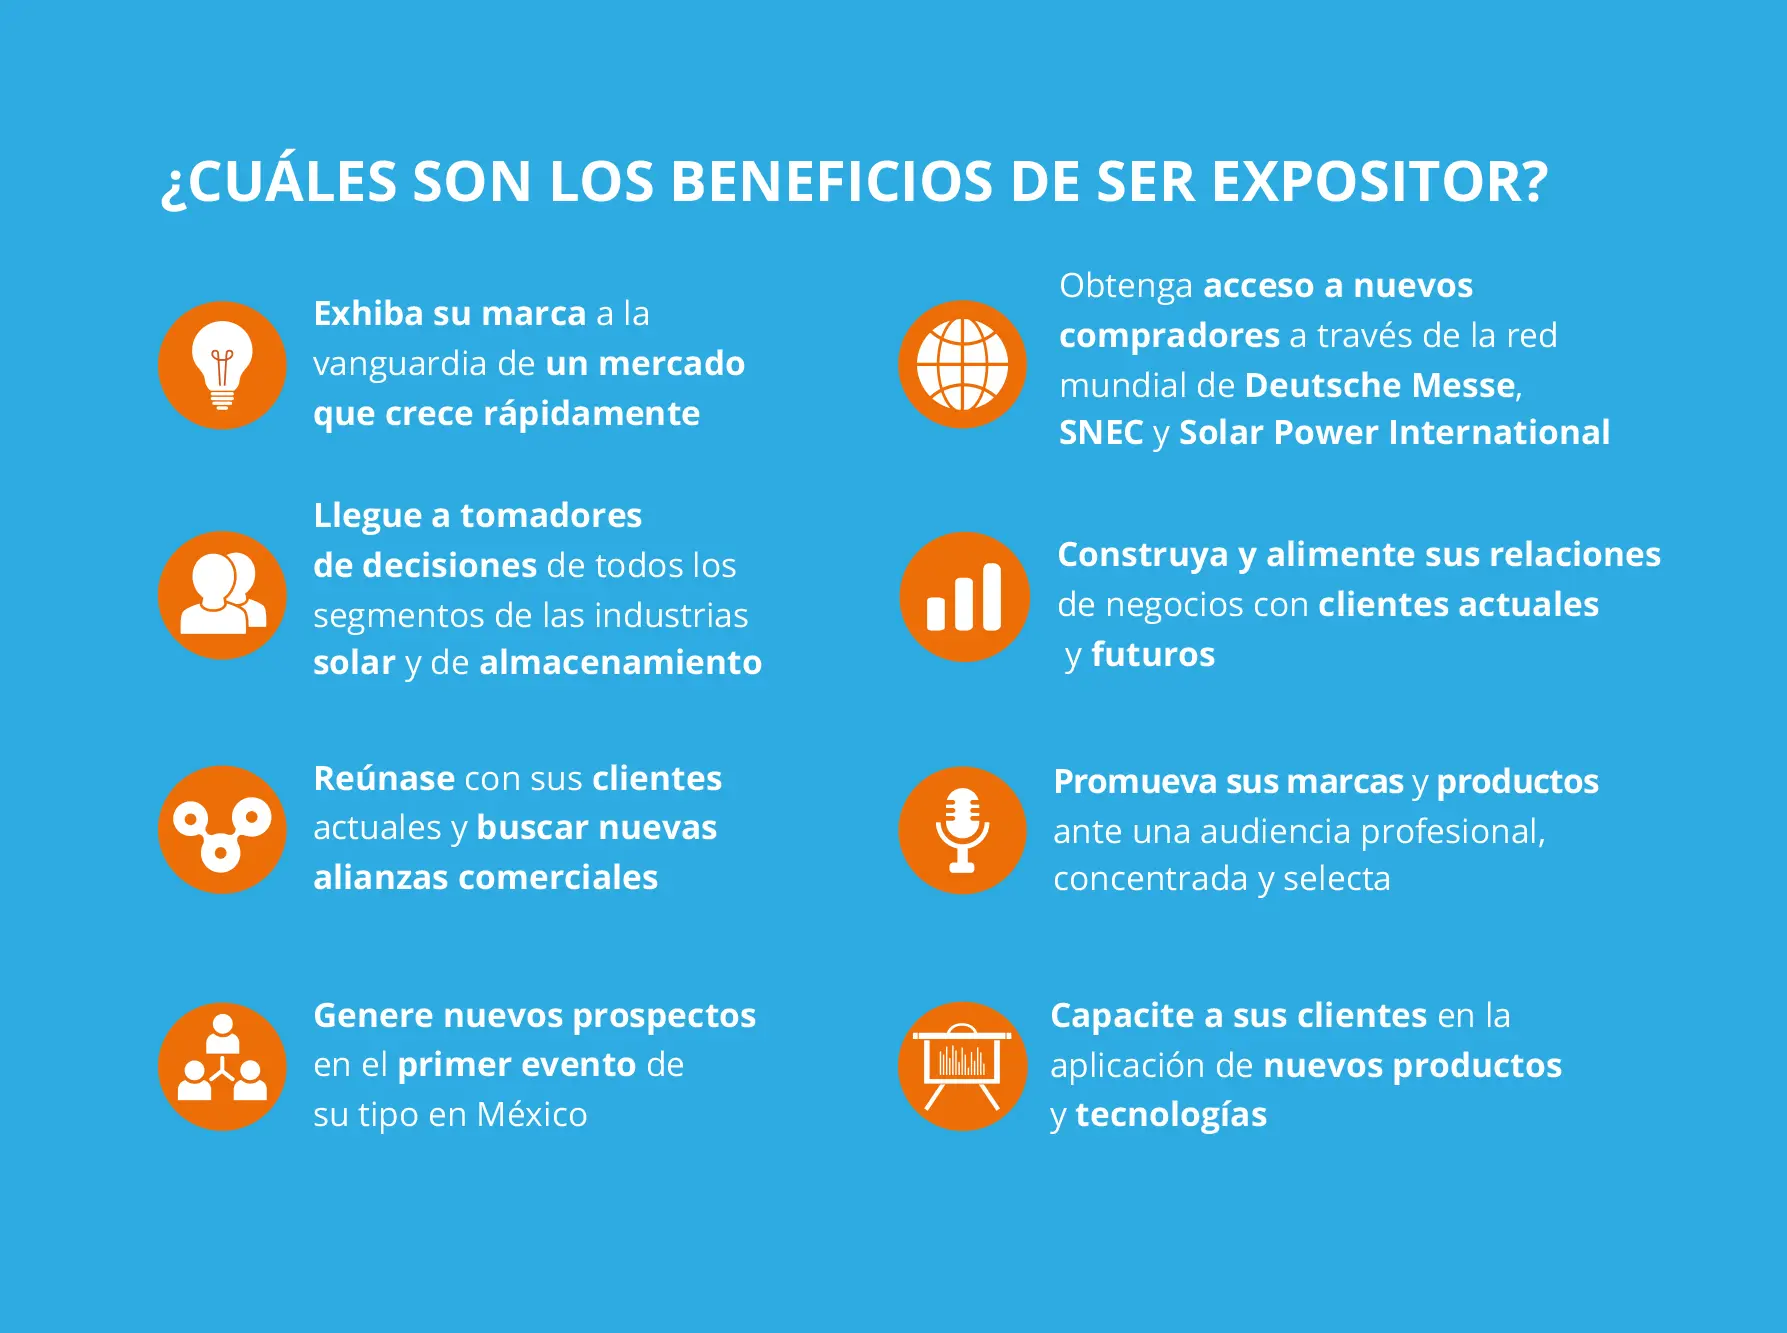 ¿CUÁLES SON LOS BENEFICIOS DE SER EXPOSITOR?
Exhiba su marca a la
vanguardia de un mercado
que crece rápidamente
Llegue a tomadores
de decisiones de todos los
segmentos de las industrias
solar y de almacenamiento
Reúnase con sus clientes
actuales y buscar nuevas
alianzas comerciales
Genere nuevos prospectos
en el primer evento de
su tipo en México
Obtenga acceso a nuevos
compradores a través de la red
mundial de Deutsche Messe,
SNEC y Solar Power International
Construya y alimente sus relaciones
de negocios con clientes actuales
y futuros
Promueva sus marcas y productos
ante una audiencia profesional,
concentrada y selecta
Capacite a sus clientes en la
aplicación de nuevos productos
y tecnologías